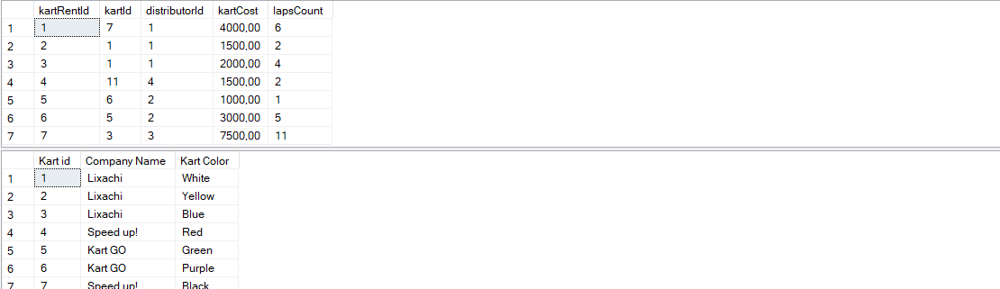 kartRentId kartId distributorId kartCost lapsCount
1 1 7 1 4000,00 6
2 2 1 1 1500,00 2
3 3 1 1 2000,00 4
4 4 11 4 1500,00 2
5 5 6 2 1000,00 1
6 6 5 2 3000,00 5
7 7 3 3 7500,00 11
Kart id Company Name Kart Color
1 1 Lixachi White
2 2 Lixachi Yellow
3 3 Lixachi Blue
4 4 Speed up! Red
5 5 Kart GO Green
6 6 Kart GO Purple
7 7 Speed up! Black